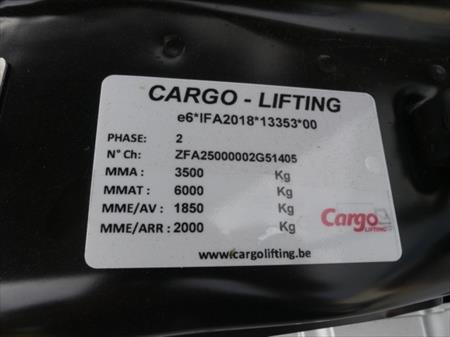 CARGO - LIFTING
e6*IFA2018*13353*00
PHASE: 2
N° Ch: ZFA25000002G51405
MMA : 3500 Kg
MMAT : 6000 Kg
MME/AV : 1850 Kg
MME/ARR : 2000 Kg
Cargo
LIFTING
www.cargolifting.be